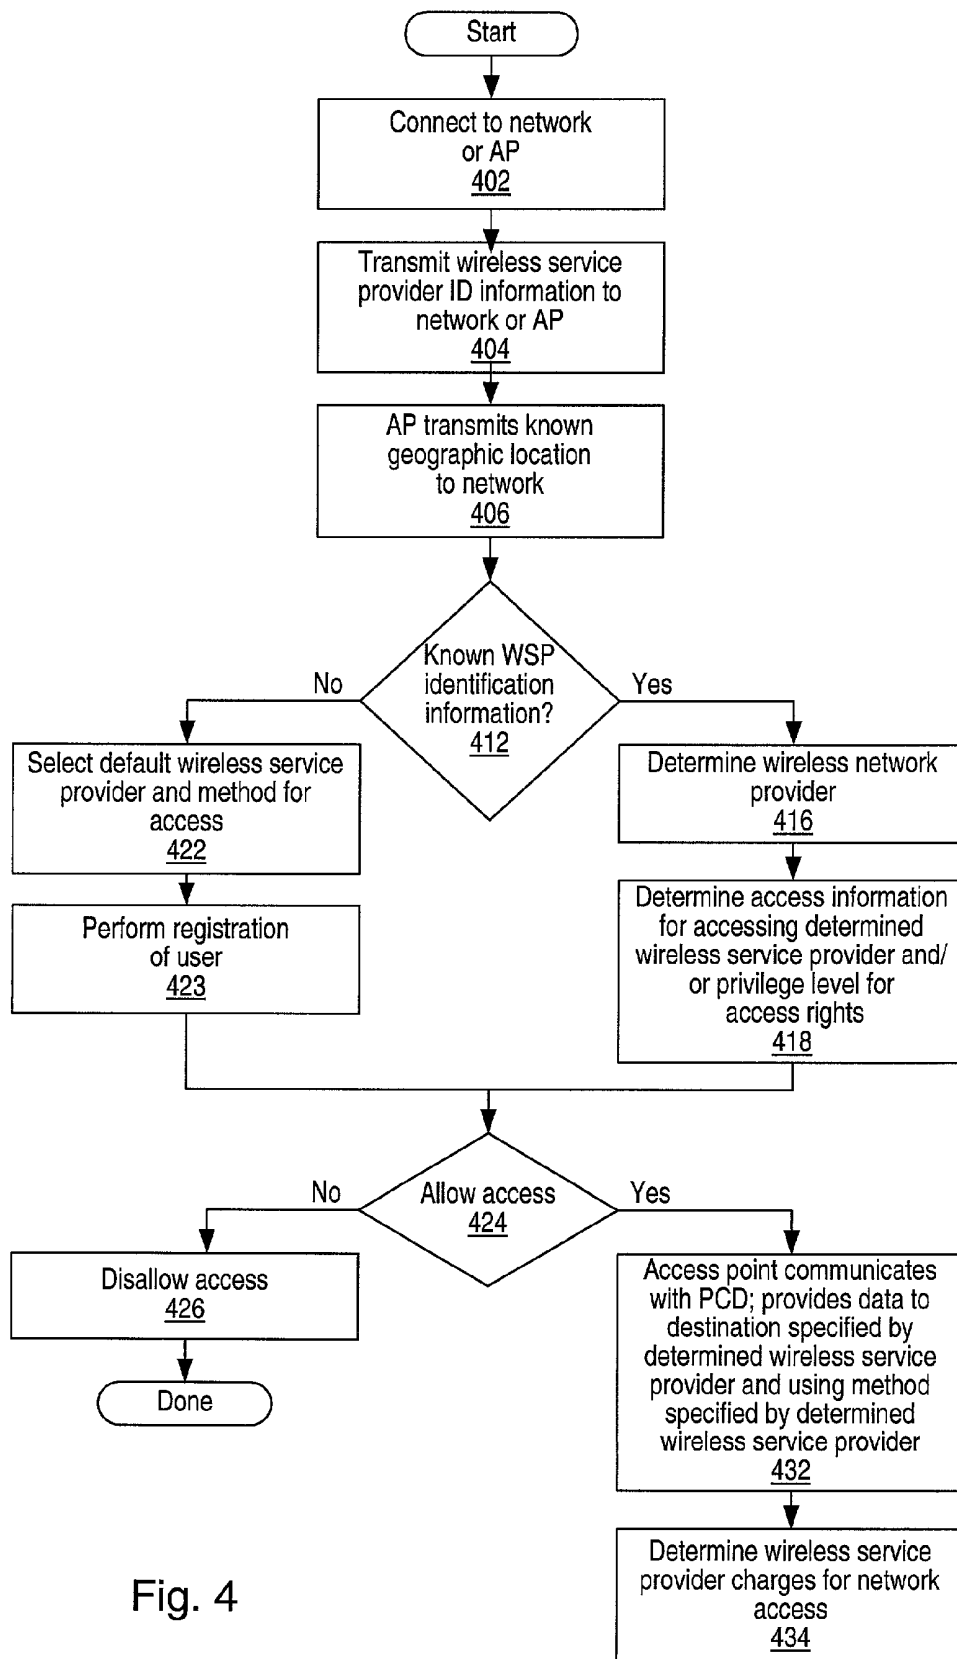 Start
Connect to network
or AP
402
Transmit wireless service
provider ID information to
network or AP
404
AP transmits known
geographic location
to network
406
Known WSP
identification
information?
412
No
Yes
Select default wireless service
provider and method for
access
422
Determine wireless network
provider
416
Perform registration
of user
423
Determine access information
for accessing determined
wireless service provider and/
or privilege level for
access rights
418
Allow access
424
No
Yes
Disallow access
426
Done
Access point communicates
with PCD; provides data to
destination specified by
determined wireless service
provider and using method
specified by determined
wireless service provider
432
Determine wireless service
provider charges for network
access
434
Fig. 4